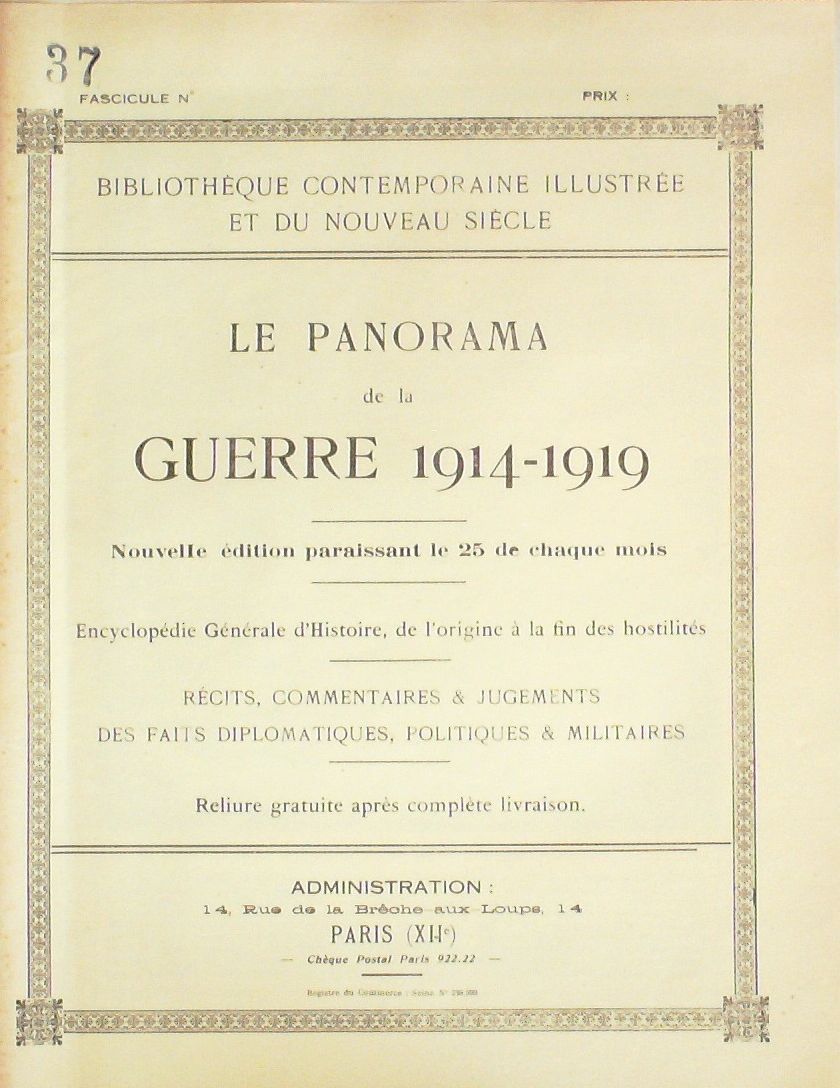 37
FASCICULE N°
PRIX :
BIBLIOTHÈQUE CONTEMPORAINE ILLUSTRÉE
ET DU NOUVEAU SIÈCLE
LE PANORAMA
de la
GUERRE 1914-1919
Nouvelle édition paraissant le 25 de chaque mois
Encyclopédie Générale d'Histoire, de l'origine à la fin des hostilités
RÉCITS, COMMENTAIRES & JUGEMENTS
DES FAITS DIPLOMATIQUES, POLITIQUES & MILITAIRES
Reliure gratuite après complète livraison.
ADMINISTRATION :
14, Rue de la Brêche aux Loups, 14
PARIS (XIIe)
— Chèque Postal Paris 922.22 —
Registre du Commerce : Seine N°